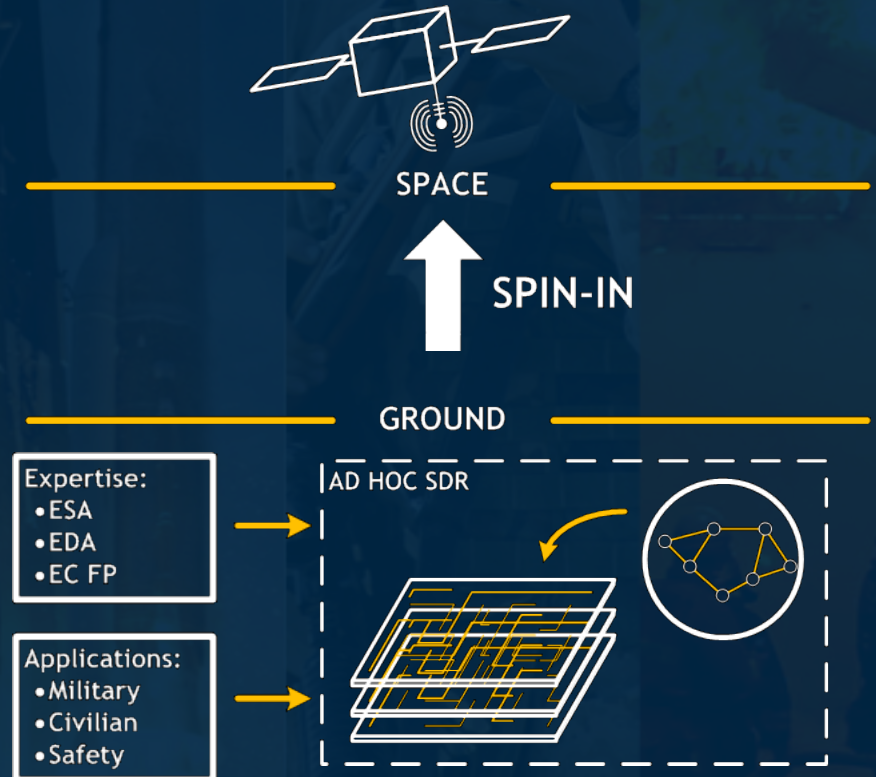 SPACE
SPIN-IN
GROUND
Expertise:
•ESA
•EDA
•EC FP
AD HOC SDR
Applications:
•Military
•Civilian
•Safety